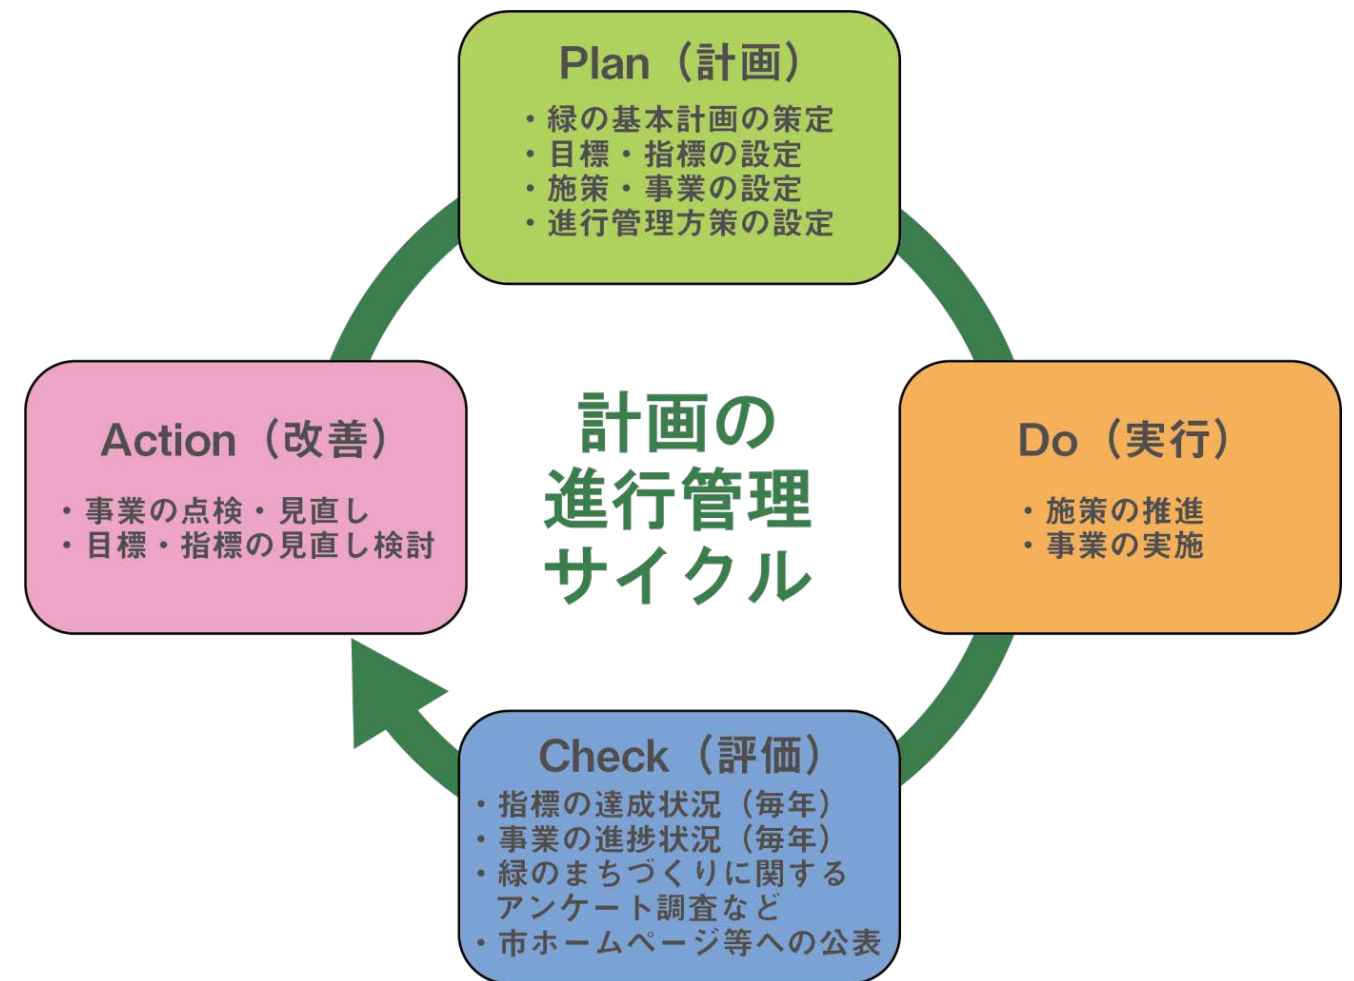 Plan（計画）
・緑の基本計画の策定
・目標・指標の設定
・施策・事業の設定
・進行管理方策の設定
Action（改善）
・事業の点検・見直し
・目標・指標の見直し検討
計画の
進行管理
サイクル
Do（実行）
・施策の推進
・事業の実施
Check（評価）
・指標の達成状況（毎年）
・事業の進捗状況（毎年）
・緑のまちづくりに関する
アンケート調査など
・市ホームページ等への公表